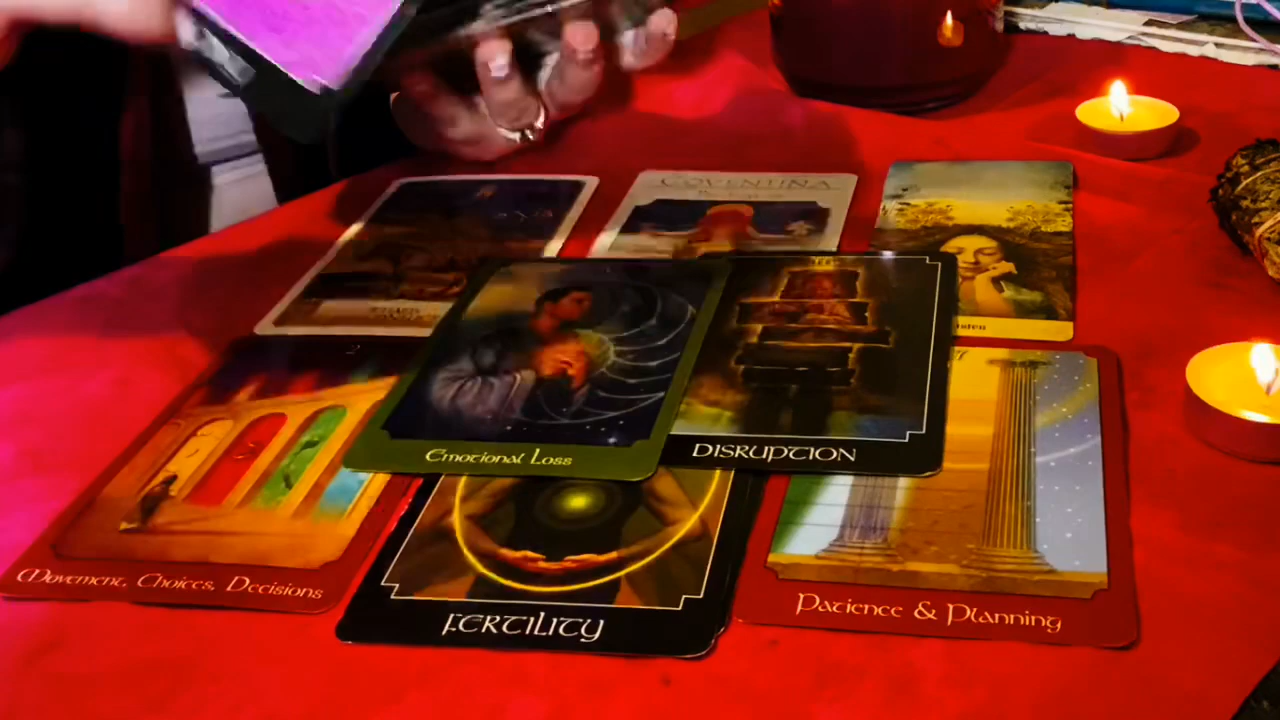 COVENTINA
Emotional Loss
DISRUPTION
Movement, Choices, Decisions
FERTILITY
Patience & Planning